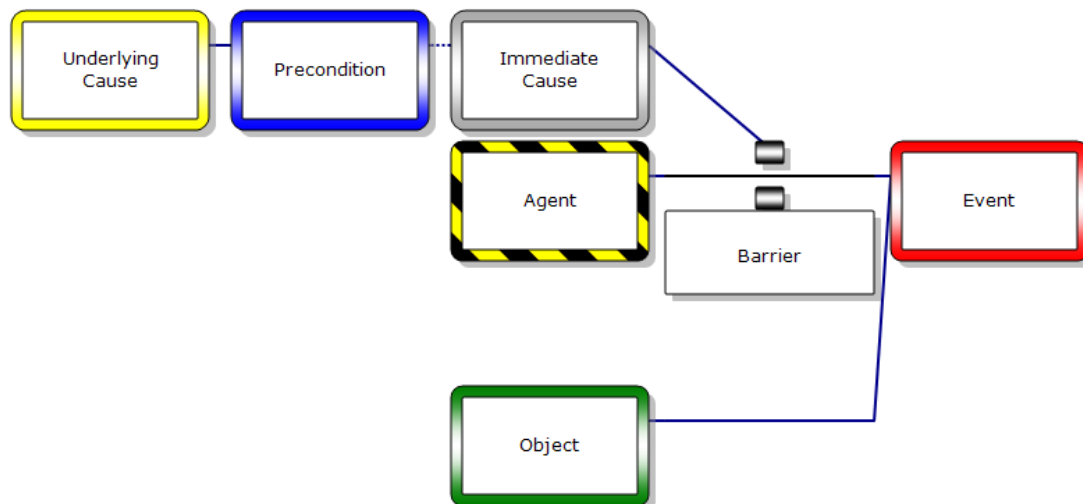 Underlying
Cause
Precondition
Immediate
Cause
Agent
Barrier
Event
Object